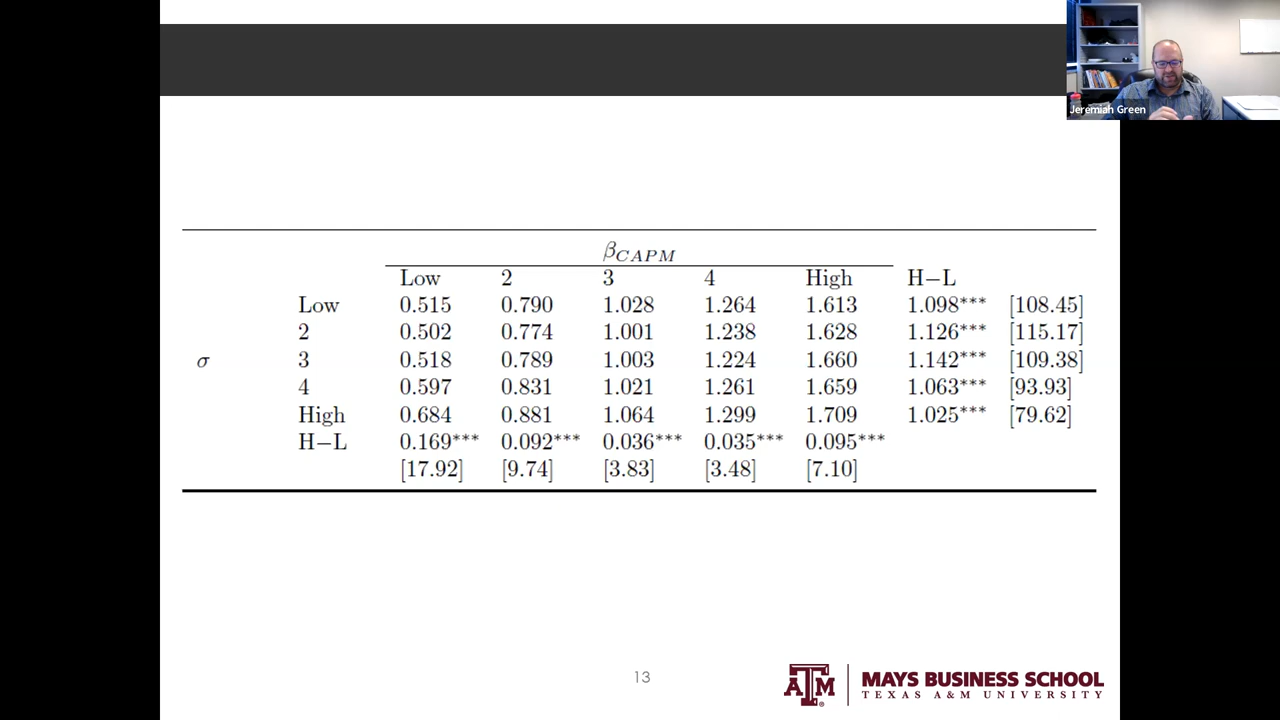 Jeremiah Green
βCAPM
Low 2 3 4 High H−L
Low 0.515 0.790 1.028 1.264 1.613 1.098*** [108.45]
2 0.502 0.774 1.001 1.238 1.628 1.126*** [115.17]
σ 3 0.518 0.789 1.003 1.224 1.660 1.142*** [109.38]
4 0.597 0.831 1.021 1.261 1.659 1.063*** [93.93]
High 0.684 0.881 1.064 1.299 1.709 1.025*** [79.62]
H−L 0.169*** 0.092*** 0.036*** 0.035*** 0.095***
[17.92] [9.74] [3.83] [3.48] [7.10]
13
ATM
MAYS BUSINESS SCHOOL
TEXAS A&M UNIVERSITY